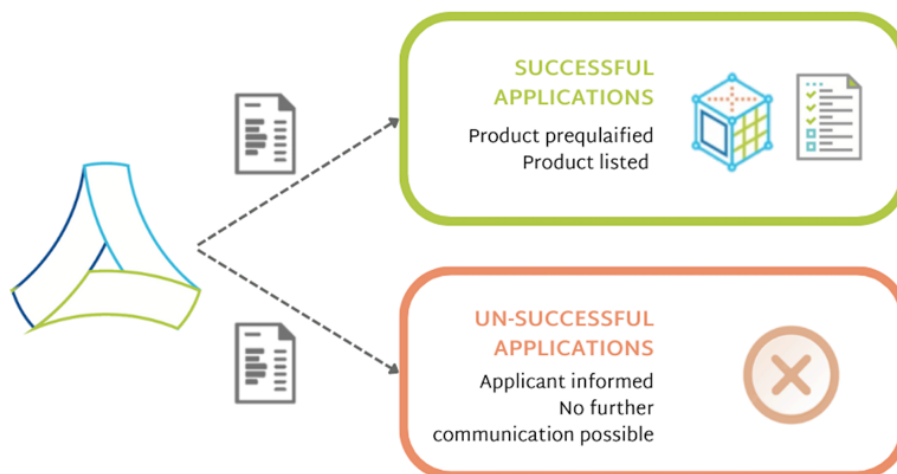 SUCCESSFUL
APPLICATIONS
Product prequlaified
Product listed
UN-SUCCESSFUL
APPLICATIONS
Applicant informed
No further
communication possible